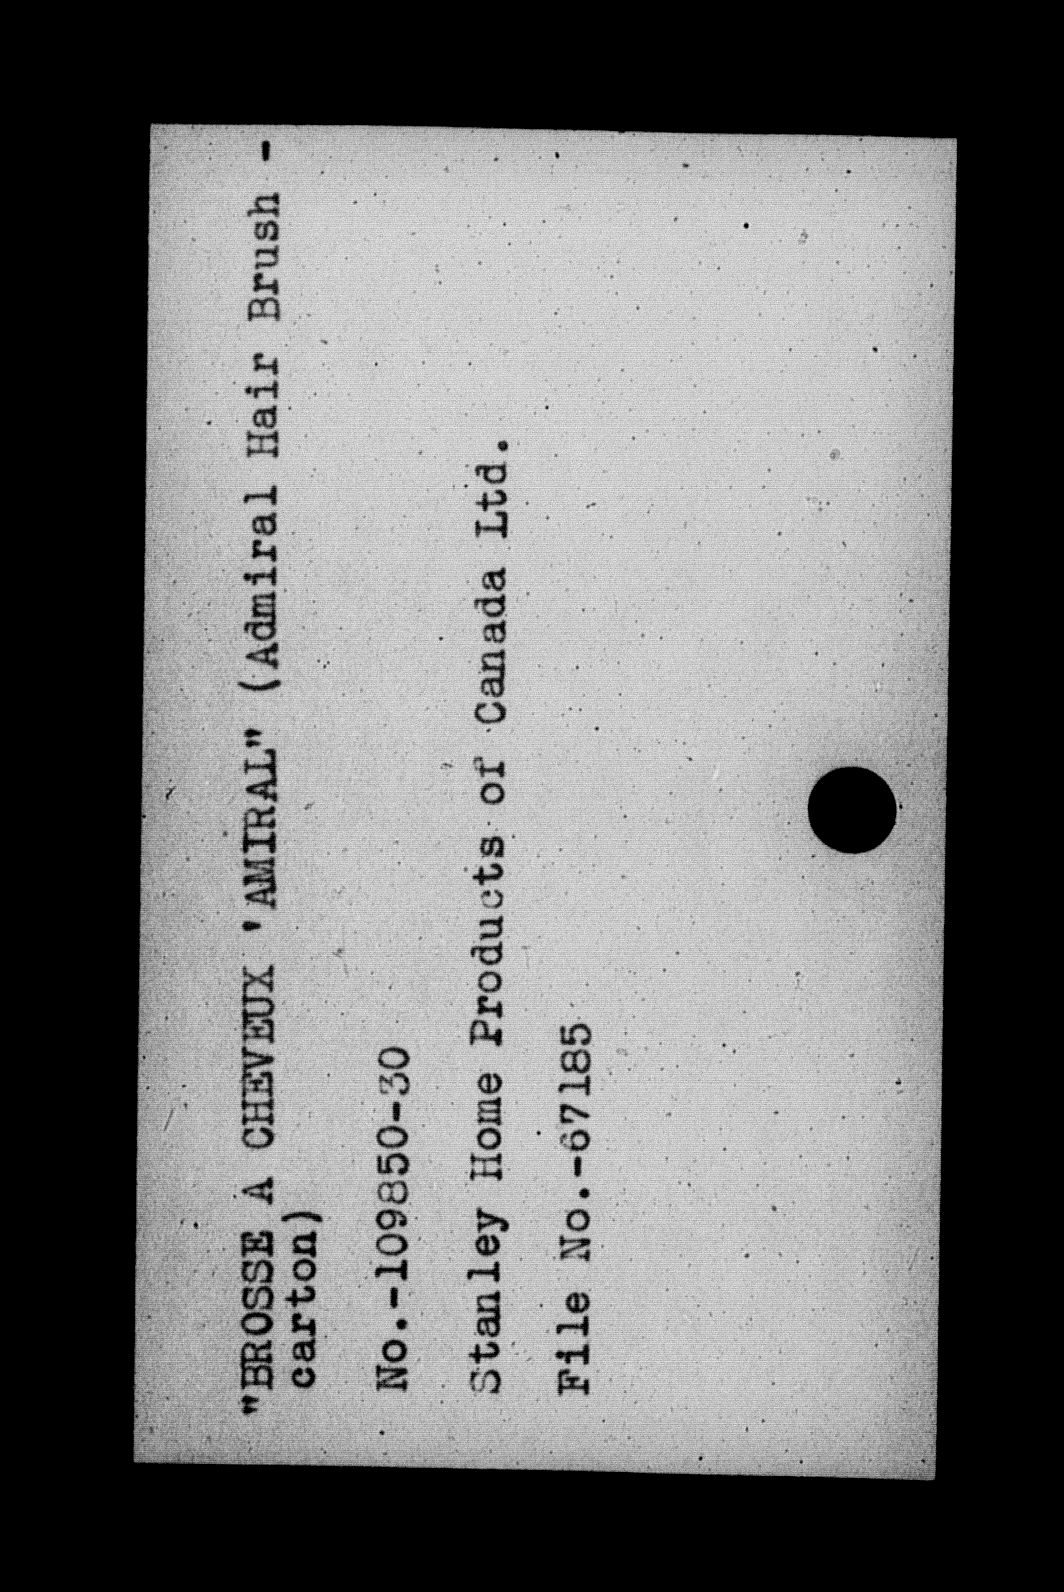 "BROSSE A CHEVEUX 'AMIRAL" (Admiral Hair Brush -
carton)
No.-109850-30
Stanley Home Products of Canada Ltd.
File No.-67185